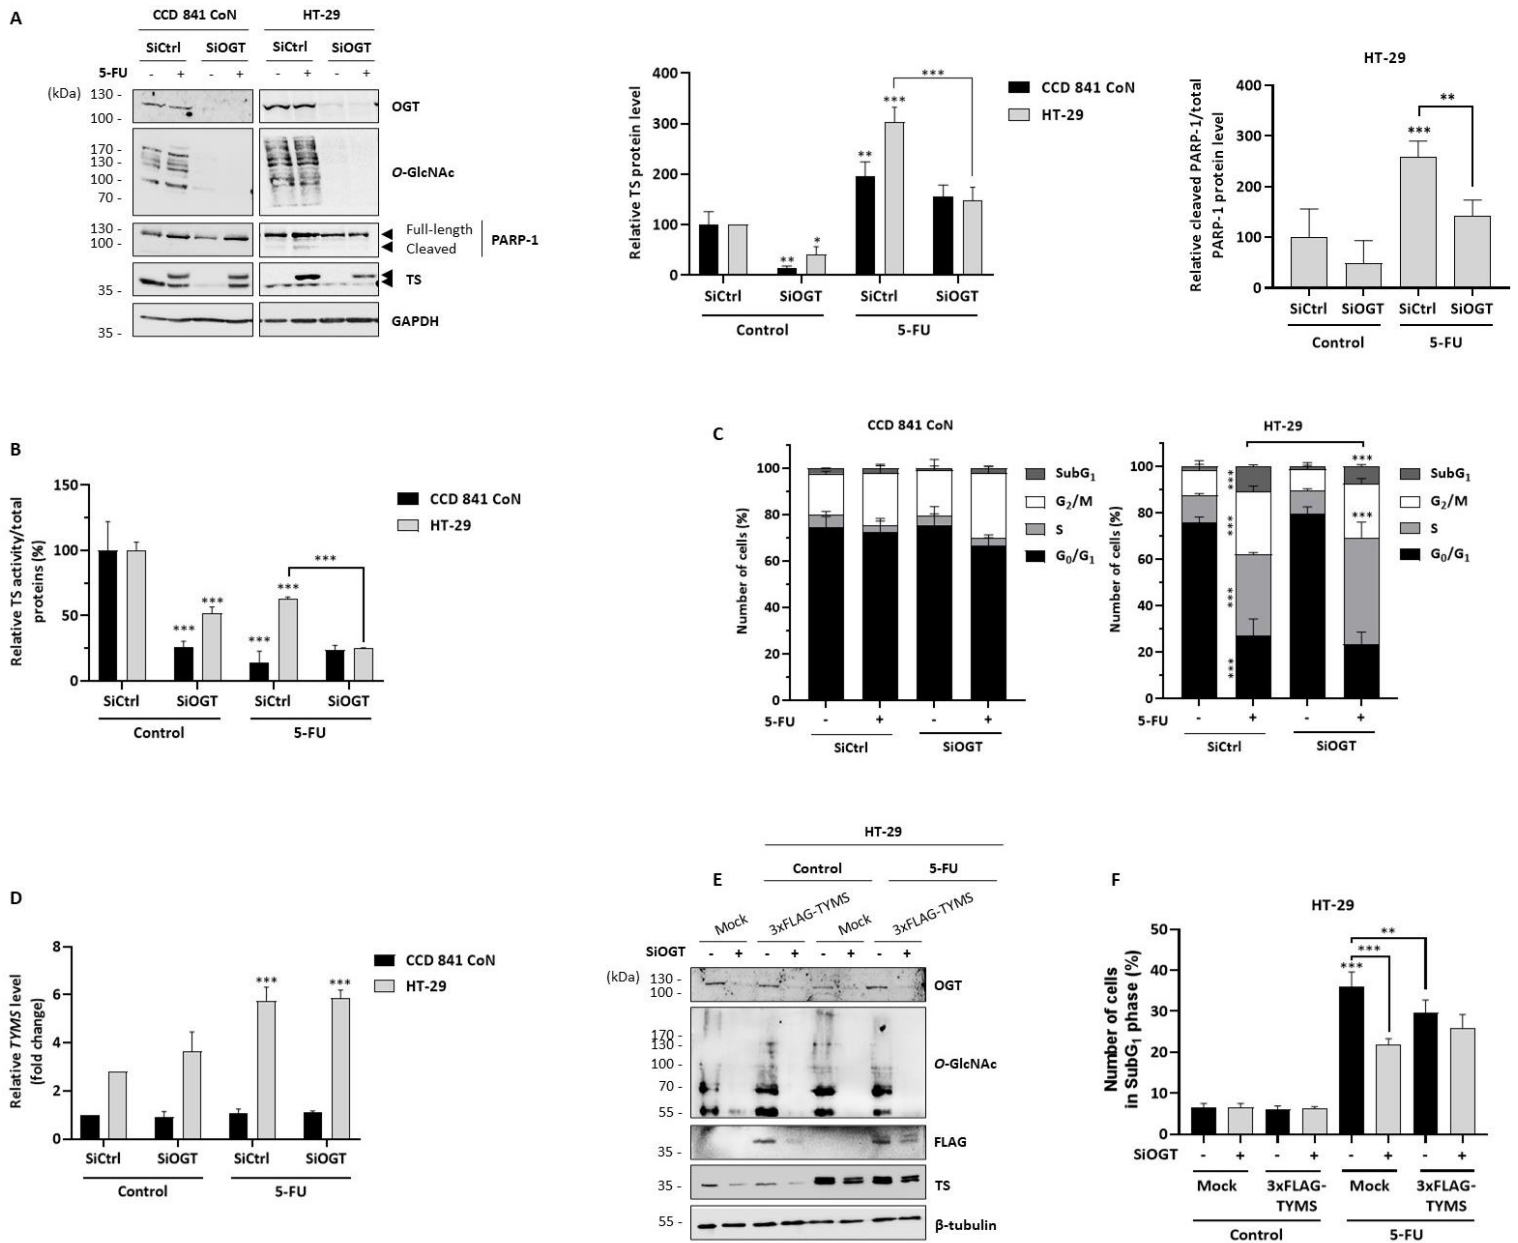 A
CCD 841 CoN HT-29
SiCtrl SiOGT SiCtrl SiOGT
5-FU - + - + - + - +
(kDa) 130 - OGT
100 -
170 -
130 - O-GlcNAc
100 -
70 -
130 - Full-length PARP-1
100 - Cleaved
TS
35 -
GAPDH
35 -
Relative TS protein level
400
300
200
100
0
** * ** *** ***
CCD 841 CoN
HT-29
SiCtrl SiOGT SiCtrl SiOGT
Control 5-FU
HT-29
Relative cleaved PARP-1/total
PARP-1 protein level
400
300
200
100
0
*** **
SiCtrl SiOGT SiCtrl SiOGT
Control 5-FU
B
Relative TS activity/total
proteins (%)
150
100
50
0
*** *** *** *** ***
CCD 841 CoN
HT-29
SiCtrl SiOGT SiCtrl SiOGT
Control 5-FU
C
CCD 841 CoN
Number of cells (%)
100
80
60
40
20
0
SubG₁
G₂/M
S
G₀/G₁
5-FU - + - +
SiCtrl SiOGT
HT-29
Number of cells (%)
100
80
60
40
20
0
*** *** *** *** *** ***
SubG₁
G₂/M
S
G₀/G₁
5-FU - + - +
SiCtrl SiOGT
D
Relative TYMS level
(fold change)
8
6
4
2
0
*** ***
CCD 841 CoN
HT-29
SiCtrl SiOGT SiCtrl SiOGT
Control 5-FU
E
HT-29
Control 5-FU
Mock 3xFLAG-TYMS Mock 3xFLAG-TYMS
SiOGT - + - + - + - +
(kDa) 130 - OGT
100 -
170 -
130 -
100 - O-GlcNAc
70 -
55 -
FLAG
35 -
35 - TS
55 - β-tubulin
F
HT-29
Number of cells
in SubG₁ phase (%)
50
40
30
20
10
0
*** *** **
SiOGT - + - + - + - +
Mock 3xFLAG- Mock 3xFLAG-
TYMS TYMS
Control 5-FU